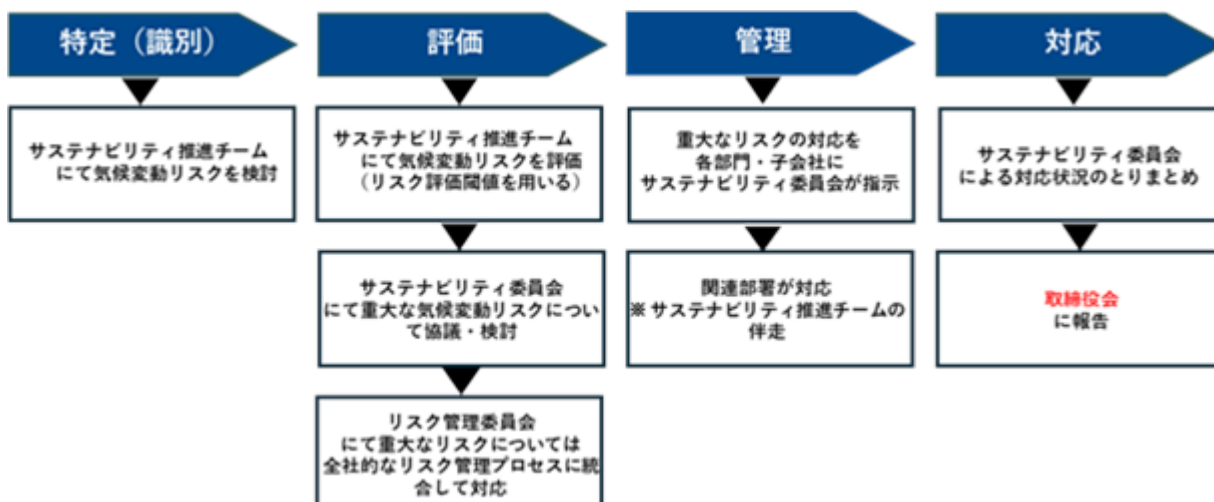 特定（識別）
サステナビリティ推進チーム
にて気候変動リスクを検討
評価
サステナビリティ推進チーム
にて気候変動リスクを評価
（リスク評価閾値を用いる）
サステナビリティ委員会
にて重大な気候変動リスクについ
て協議・検討
リスク管理委員会
にて重大なリスクについては
全社的なリスク管理プロセスに統
合して対応
管理
重大なリスクの対応を
各部門・子会社に
サステナビリティ委員会が指示
関連部署が対応
※サステナビリティ推進チームの
伴走
対応
サステナビリティ委員会
による対応状況のとりまとめ
取締役会
に報告